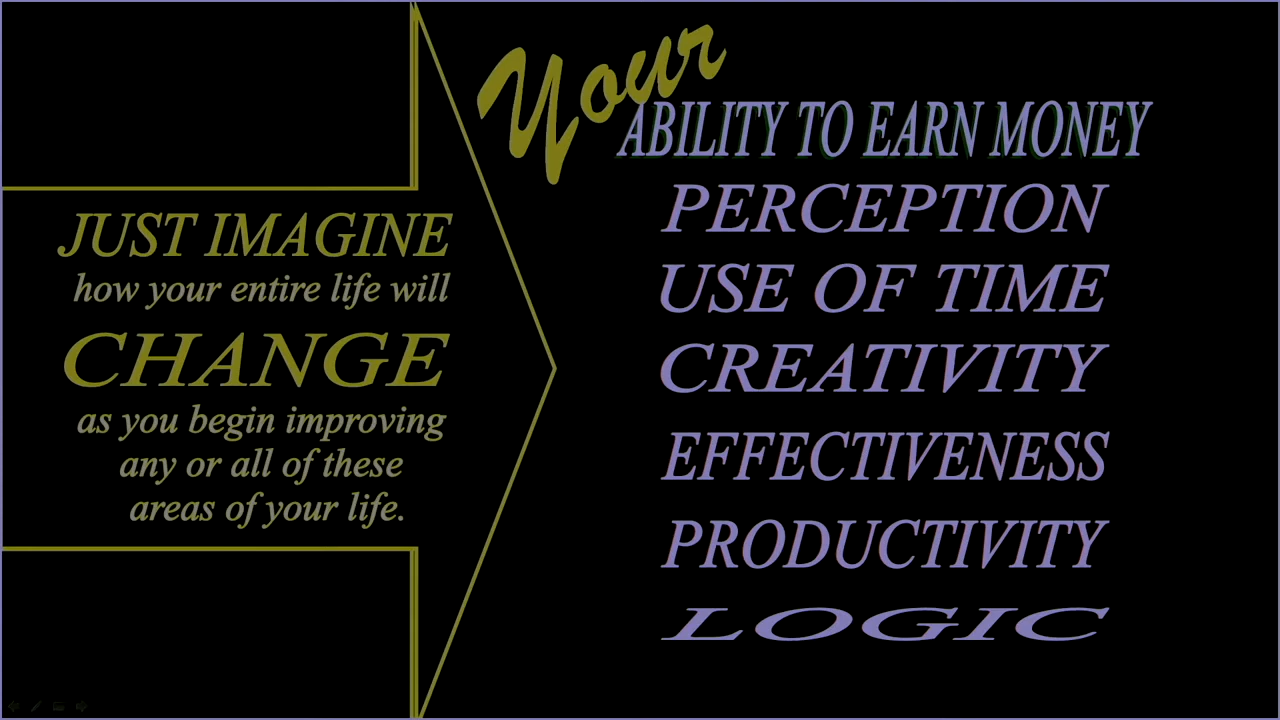 JUST IMAGINE
how your entire life will
CHANGE
as you begin improving
any or all of these
areas of your life.
Your
ABILITY TO EARN MONEY
PERCEPTION
USE OF TIME
CREATIVITY
EFFECTIVENESS
PRODUCTIVITY
LOGIC